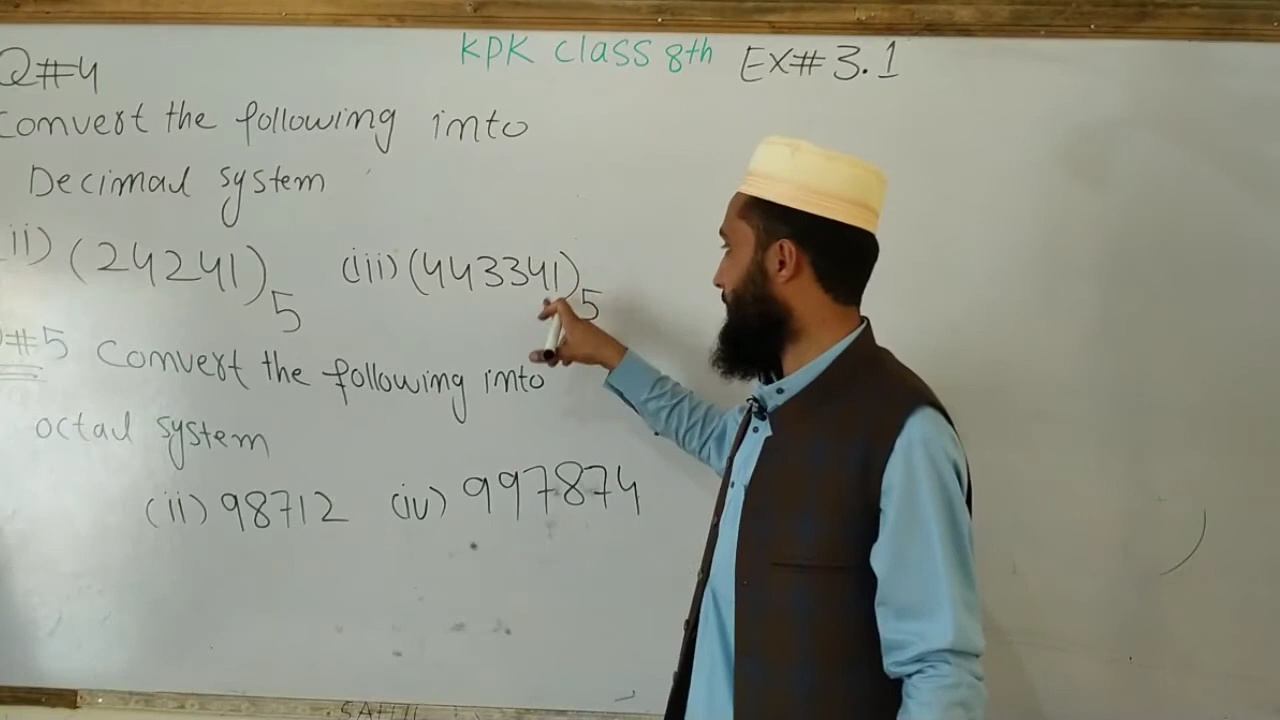 KPK Class 8th Ex# 3.1
Q#4
Convert the following into
Decimal system
ii) (24241)5 (iii) (443341)5
#5 Convert the following into
octal system
(ii) 98712 (iv) 997874